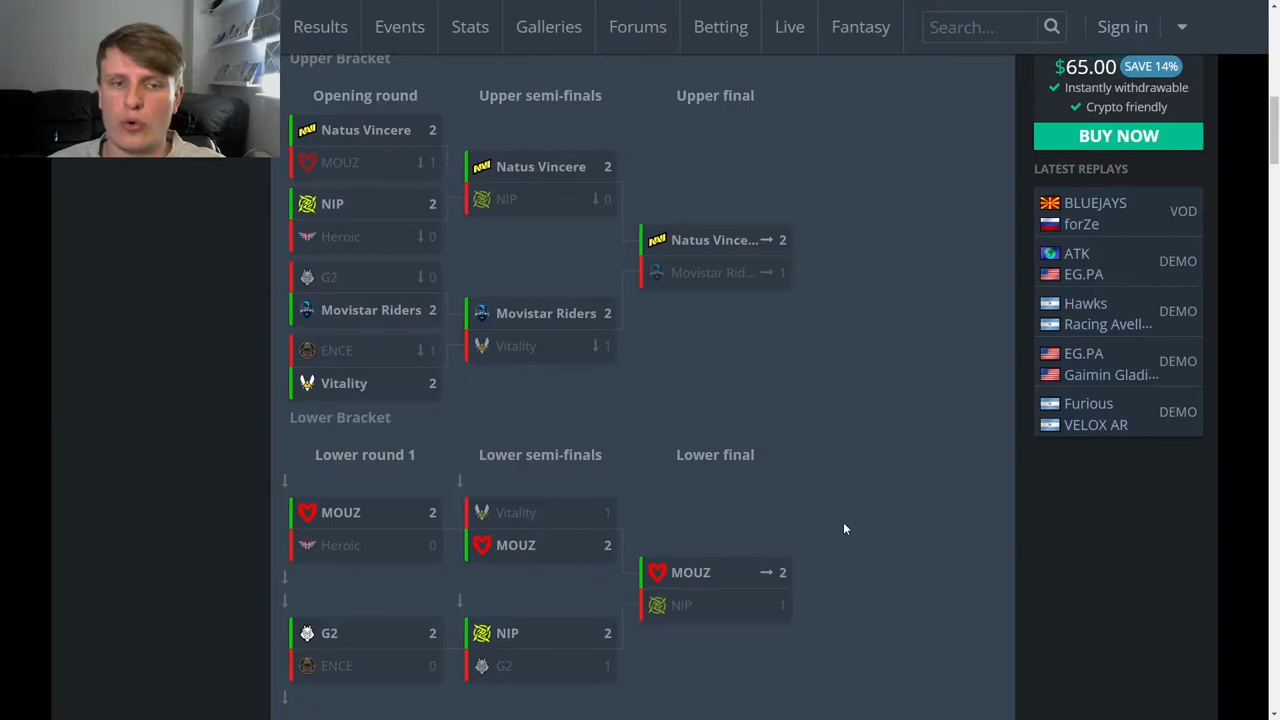 Results Events Stats Galleries Forums Betting Live Fantasy Search.... Sign in
Upper Bracket
Opening round Upper semi-finals Upper final
Natus Vincere 2
MOUZ 1
NIP 2
Heroic 0
G2 0
Movistar Riders 2
ENCE 1
Vitality 2
Natus Vincere 2
NIP 0
Movistar Riders 2
Vitality 1
Natus Vince... 2
Movistar Rid... 1
Lower Bracket
Lower round 1 Lower semi-finals Lower final
MOUZ 2
Heroic 0
G2 2
ENCE 0
Vitality 1
MOUZ 2
NIP 2
G2 1
MOUZ 2
NIP 1
$65.00 SAVE 14%
Instantly withdrawable
Crypto friendly
BUY NOW
LATEST REPLAYS
BLUEJAYS
forZe
VOD
ATK
EG.PA
DEMO
Hawks
Racing Avell...
DEMO
EG.PA
Gaimin Gladi...
DEMO
Furious
VELOX AR
DEMO